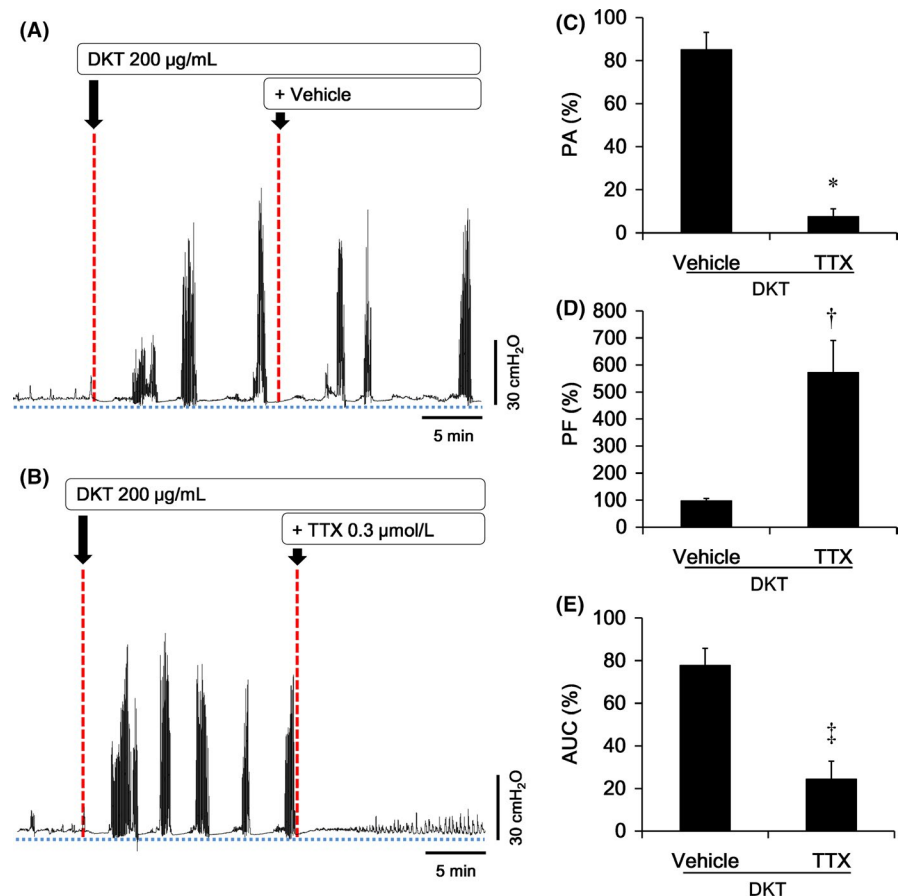 (A)
DKT 200 µg/mL
+ Vehicle
30 cmH₂O
5 min
(B)
DKT 200 µg/mL
+ TTX 0.3 µmol/L
30 cmH₂O
5 min
(C)
PA (%)
100
80
60
40
20
0
*
Vehicle TTX
DKT
(D)
PF (%)
800
700
600
500
400
300
200
100
0
†
Vehicle TTX
DKT
(E)
AUC (%)
100
80
60
40
20
0
‡
Vehicle TTX
DKT